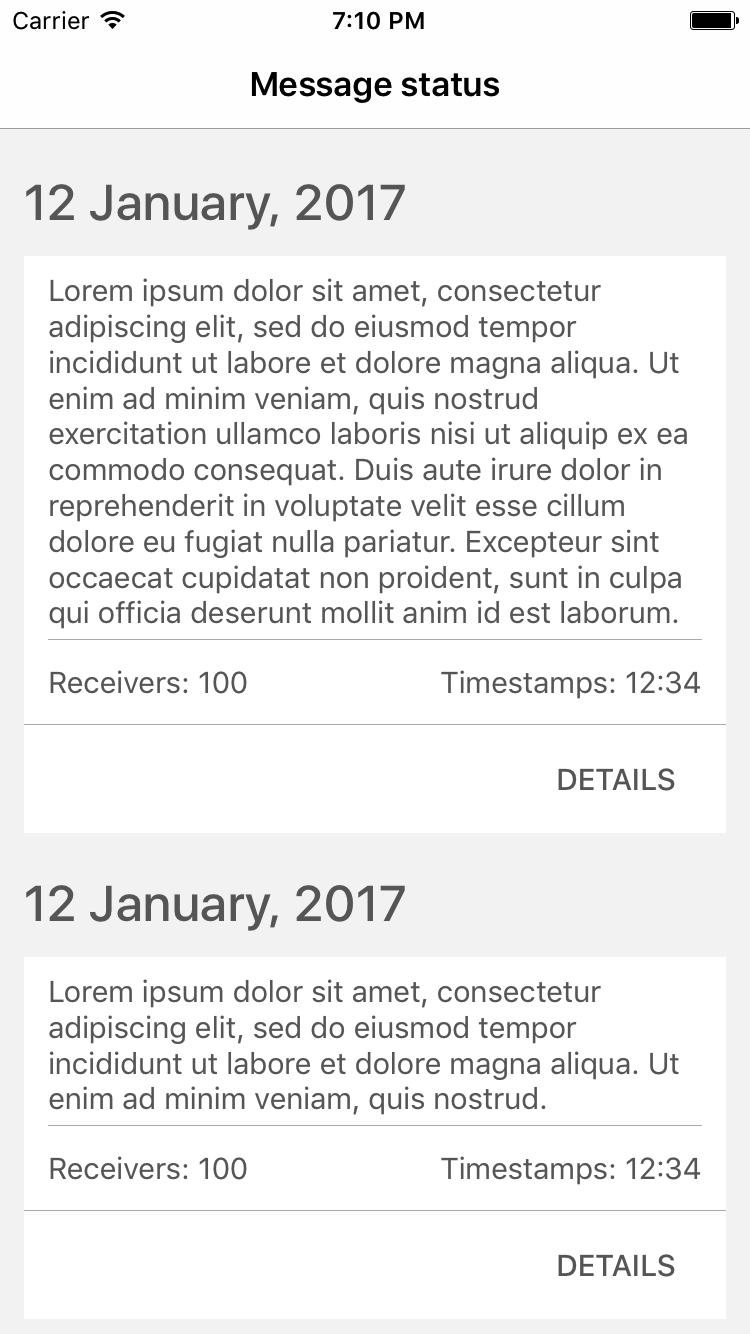 Carrier 7:10 PM
Message status
12 January, 2017
Lorem ipsum dolor sit amet, consectetur
adipiscing elit, sed do eiusmod tempor
incididunt ut labore et dolore magna aliqua. Ut
enim ad minim veniam, quis nostrud
exercitation ullamco laboris nisi ut aliquip ex ea
commodo consequat. Duis aute irure dolor in
reprehenderit in voluptate velit esse cillum
dolore eu fugiat nulla pariatur. Excepteur sint
occaecat cupidatat non proident, sunt in culpa
qui officia deserunt mollit anim id est laborum.
Receivers: 100 Timestamps: 12:34
DETAILS
12 January, 2017
Lorem ipsum dolor sit amet, consectetur
adipiscing elit, sed do eiusmod tempor
incididunt ut labore et dolore magna aliqua. Ut
enim ad minim veniam, quis nostrud.
Receivers: 100 Timestamps: 12:34
DETAILS